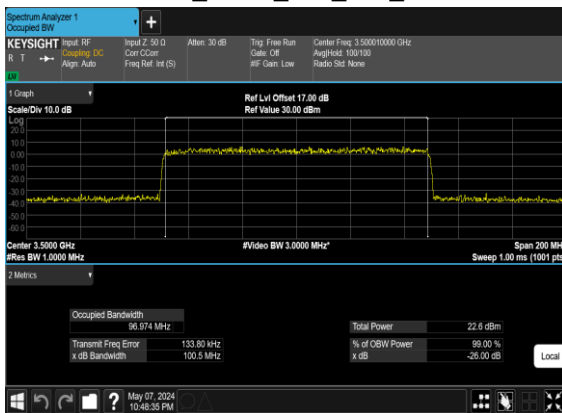 Spectrum Analyzer 1
Occupied BW
KEYSIGHT
R T
LXI
Input: RF
Coupling: DC
Align: Auto
Input Z: 50 Ω
Corr CCorr
Freq Ref: Int (S)
Atten: 30 dB
Trig: Free Run
Gate: Off
#IF Gain: Low
Center Freq: 3.500010000 GHz
AvgHold: 100/100
Radio Std: None
1 Graph
Scale/Div 10.0 dB
Ref Lvl Offset 17.00 dB
Ref Value 30.00 dBm
Log
20.0
10.0
0.00
-10.0
-20.0
-30.0
-40.0
-50.0
-60.0
Center 3.5000 GHz
#Res BW 1.0000 MHz
#Video BW 3.0000 MHz*
Span 200 MH
Sweep 1.00 ms (1001 pts
2 Metrics
Occupied Bandwidth
96.974 MHz
Transmit Freq Error 133.80 kHz
x dB Bandwidth 100.5 MHz
Total Power 22.6 dBm
% of OBW Power 99.00 %
x dB -26.00 dB
Local
?
May 07, 2024
10:48:35 PM